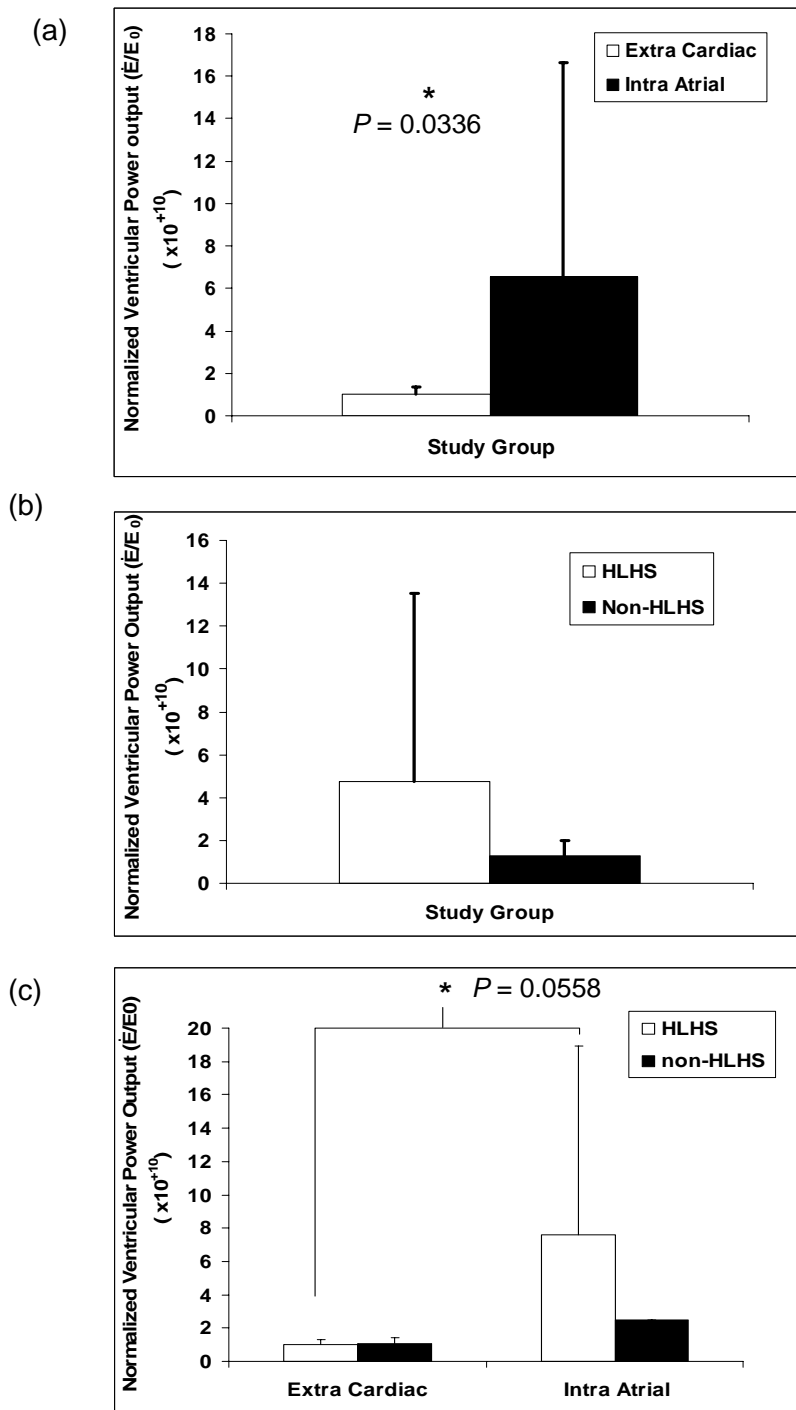 (a)
Normalized Ventricular Power output (Ė/E₀)
( x10⁺¹⁰)
18
16
14
12
10
8
6
4
2
0
* 
P = 0.0336
Extra Cardiac
Intra Atrial
Study Group
(b)
Normalized Ventricular Power Output (Ė/E₀)
( x10⁺¹⁰)
16
14
12
10
8
6
4
2
0
HLHS
Non-HLHS
Study Group
(c)
Normalized Ventricular Power Output (Ė/E0)
( x10⁺¹⁰)
* P = 0.0558
20
18
16
14
12
10
8
6
4
2
0
HLHS
non-HLHS
Extra Cardiac
Intra Atrial